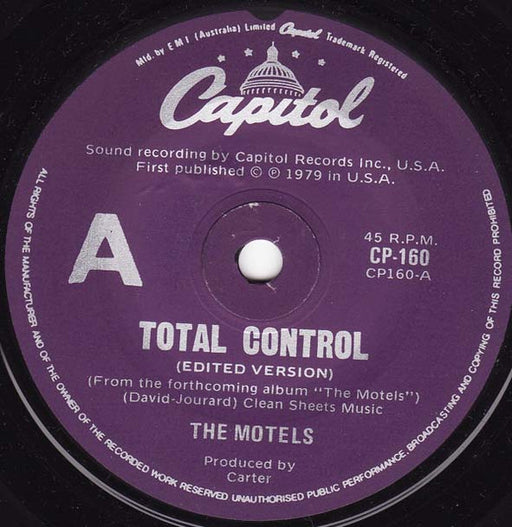 Mfd. by E M I (Australia) Limited Capitol Trademark Registered
Capitol
Sound recording by Capitol Records Inc., U.S.A.
First published © ℗ 1979 in U.S.A.
A
45 R.P.M.
CP-160
CP160-A
TOTAL CONTROL
(EDITED VERSION)
(From the forthcoming album "The Motels")
(David-Jourard) Clean Sheets Music
THE MOTELS
Produced by
Carter
ALL RIGHTS OF THE MANUFACTURER AND OF THE OWNER OF THE RECORDED WORK RESERVED UNAUTHORISED PUBLIC PERFORMANCE, BROADCASTING AND COPYING OF THIS RECORD PROHIBITED